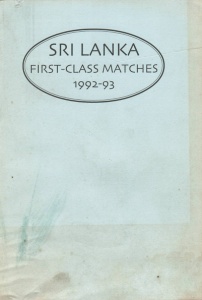 SRI LANKA
FIRST-CLASS MATCHES
1992-93